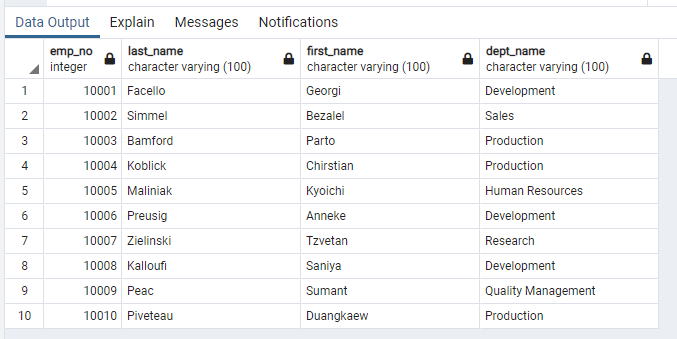 Data Output Explain Messages Notifications
emp_no last_name first_name dept_name
integer character varying (100) character varying (100) character varying (100)
1 10001 Facello Georgi Development
2 10002 Simmel Bezalel Sales
3 10003 Bamford Parto Production
4 10004 Koblick Chirstian Production
5 10005 Maliniak Kyoichi Human Resources
6 10006 Preusig Anneke Development
7 10007 Zielinski Tzvetan Research
8 10008 Kalloufi Saniya Development
9 10009 Peac Sumant Quality Management
10 10010 Piveteau Duangkaew Production